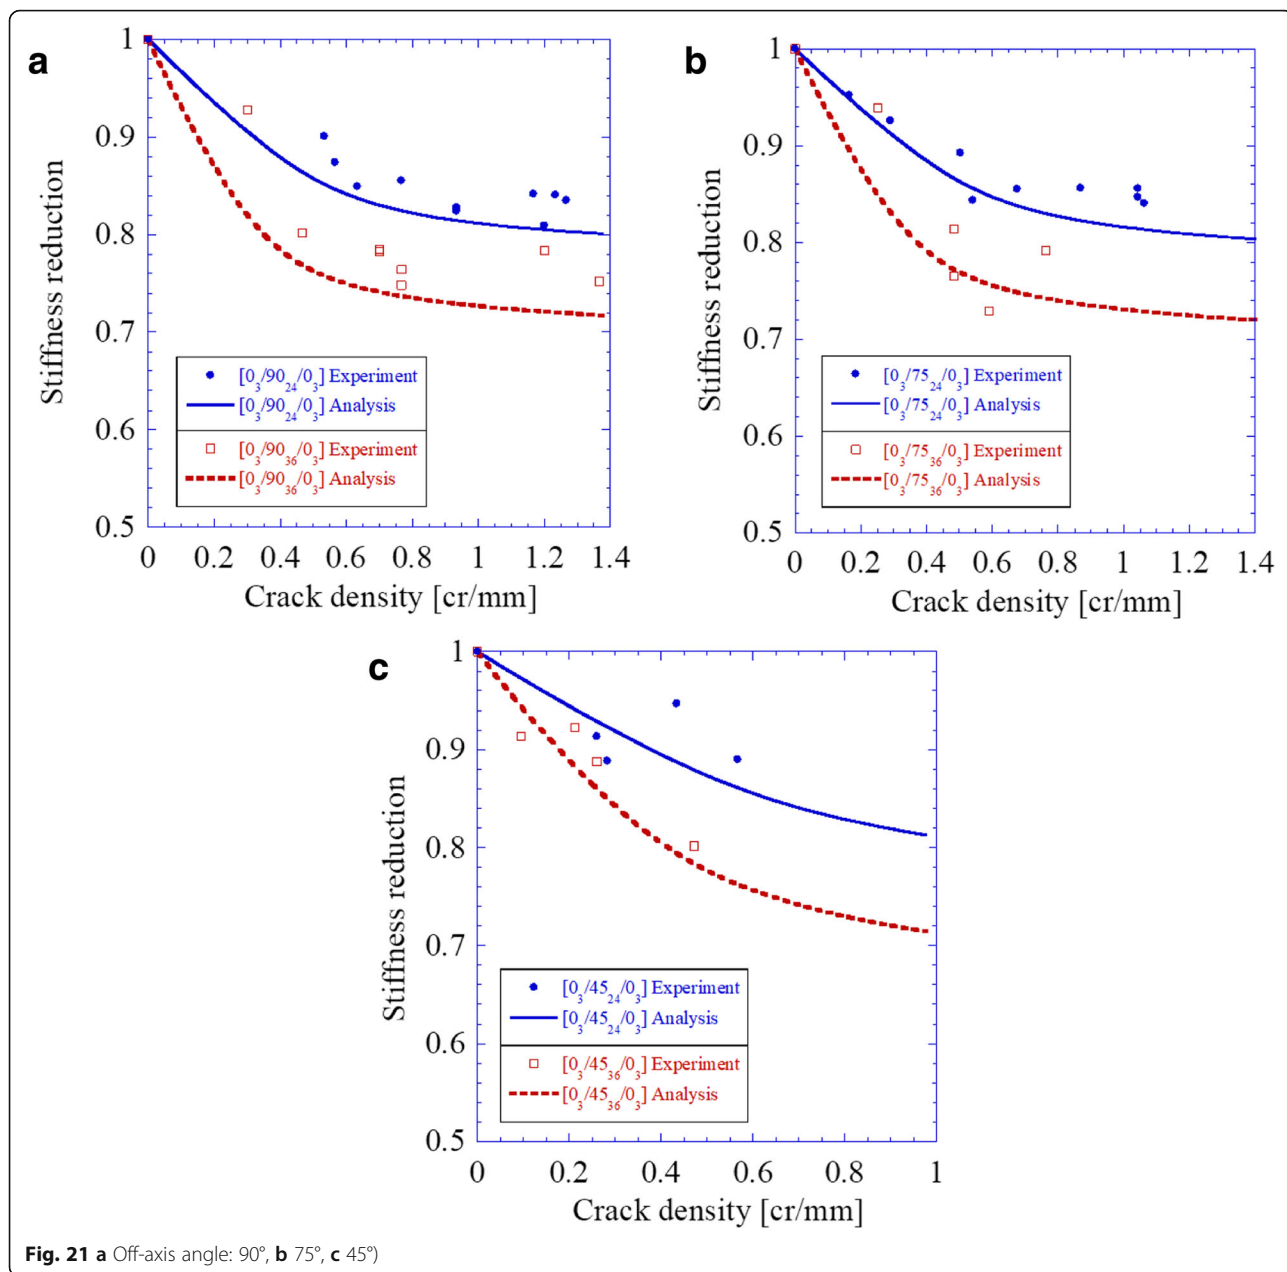 a
1
0.9
0.8
0.7
0.6
0.5
Stiffness reduction
[0₃/90₂₄/0₃] Experiment
[0₃/90₂₄/0₃] Analysis
[0₃/90₃₆/0₃] Experiment
[0₃/90₃₆/0₃] Analysis
0 0.2 0.4 0.6 0.8 1 1.2 1.4
Crack density [cr/mm]
b
1
0.9
0.8
0.7
0.6
0.5
Stiffness reduction
[0₃/75₂₄/0₃] Experiment
[0₃/75₂₄/0₃] Analysis
[0₃/75₃₆/0₃] Experiment
[0₃/75₃₆/0₃] Analysis
0 0.2 0.4 0.6 0.8 1 1.2 1.4
Crack density [cr/mm]
c
1
0.9
0.8
0.7
0.6
0.5
Stiffness reduction
[0₃/45₂₄/0₃] Experiment
[0₃/45₂₄/0₃] Analysis
[0₃/45₃₆/0₃] Experiment
[0₃/45₃₆/0₃] Analysis
0 0.2 0.4 0.6 0.8 1
Crack density [cr/mm]
Fig. 21 a Off-axis angle: 90°, b 75°, c 45°)